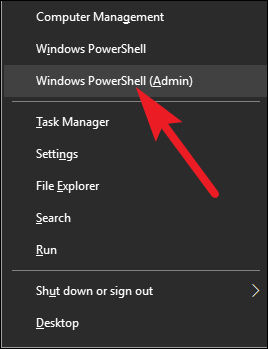 Computer Management
Windows PowerShell
Windows PowerShell (Admin)
Task Manager
Settings
File Explorer
Search
Run
Shut down or sign out
Desktop